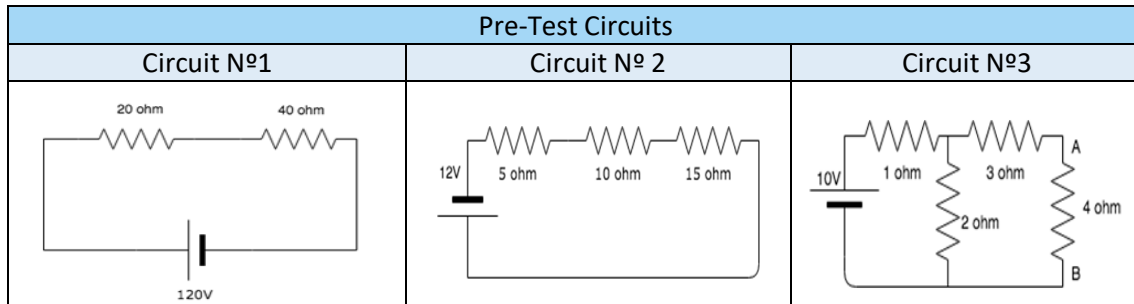 Pre-Test Circuits
Circuit Nº1
Circuit Nº 2
Circuit Nº3
20 ohm 40 ohm
120V
12V 5 ohm 10 ohm 15 ohm
10V 1 ohm 3 ohm A
2 ohm 4 ohm
B